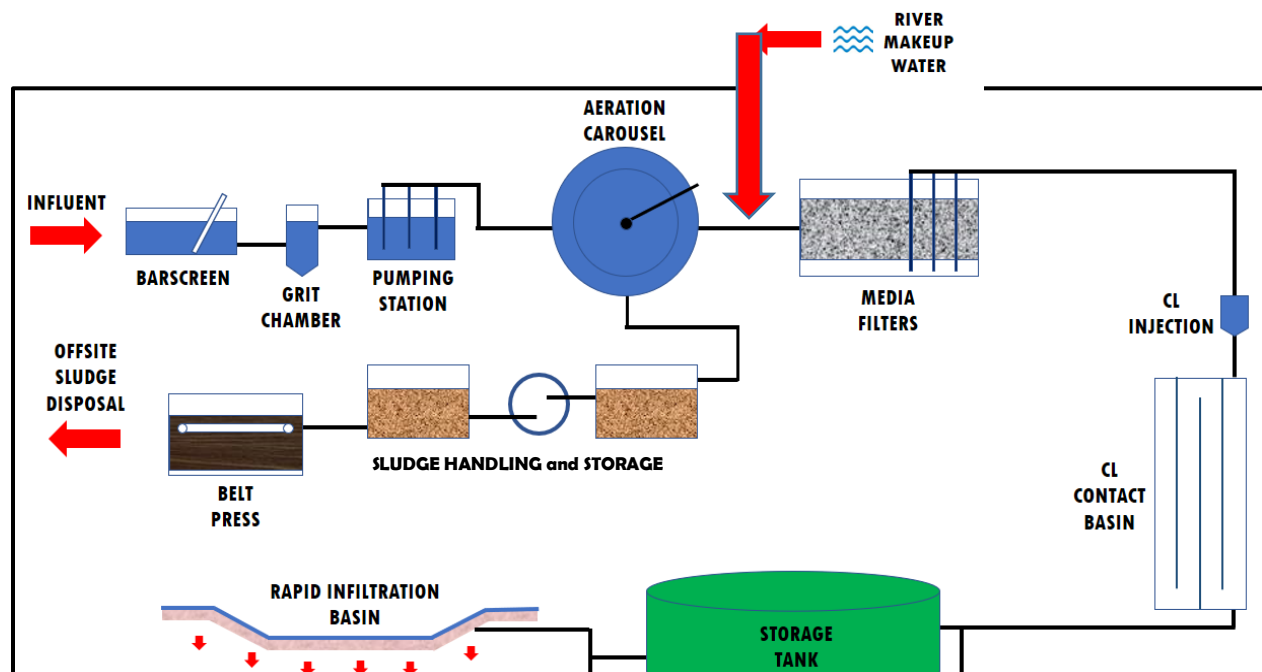 RIVER
MAKEUP
WATER
AERATION
CAROUSEL
INFLUENT
BARSCREEN
GRIT
CHAMBER
PUMPING
STATION
MEDIA
FILTERS
CL
INJECTION
OFFSITE
SLUDGE
DISPOSAL
SLUDGE HANDLING and STORAGE
BELT
PRESS
CL
CONTACT
BASIN
RAPID INFILTRATION
BASIN
STORAGE
TANK